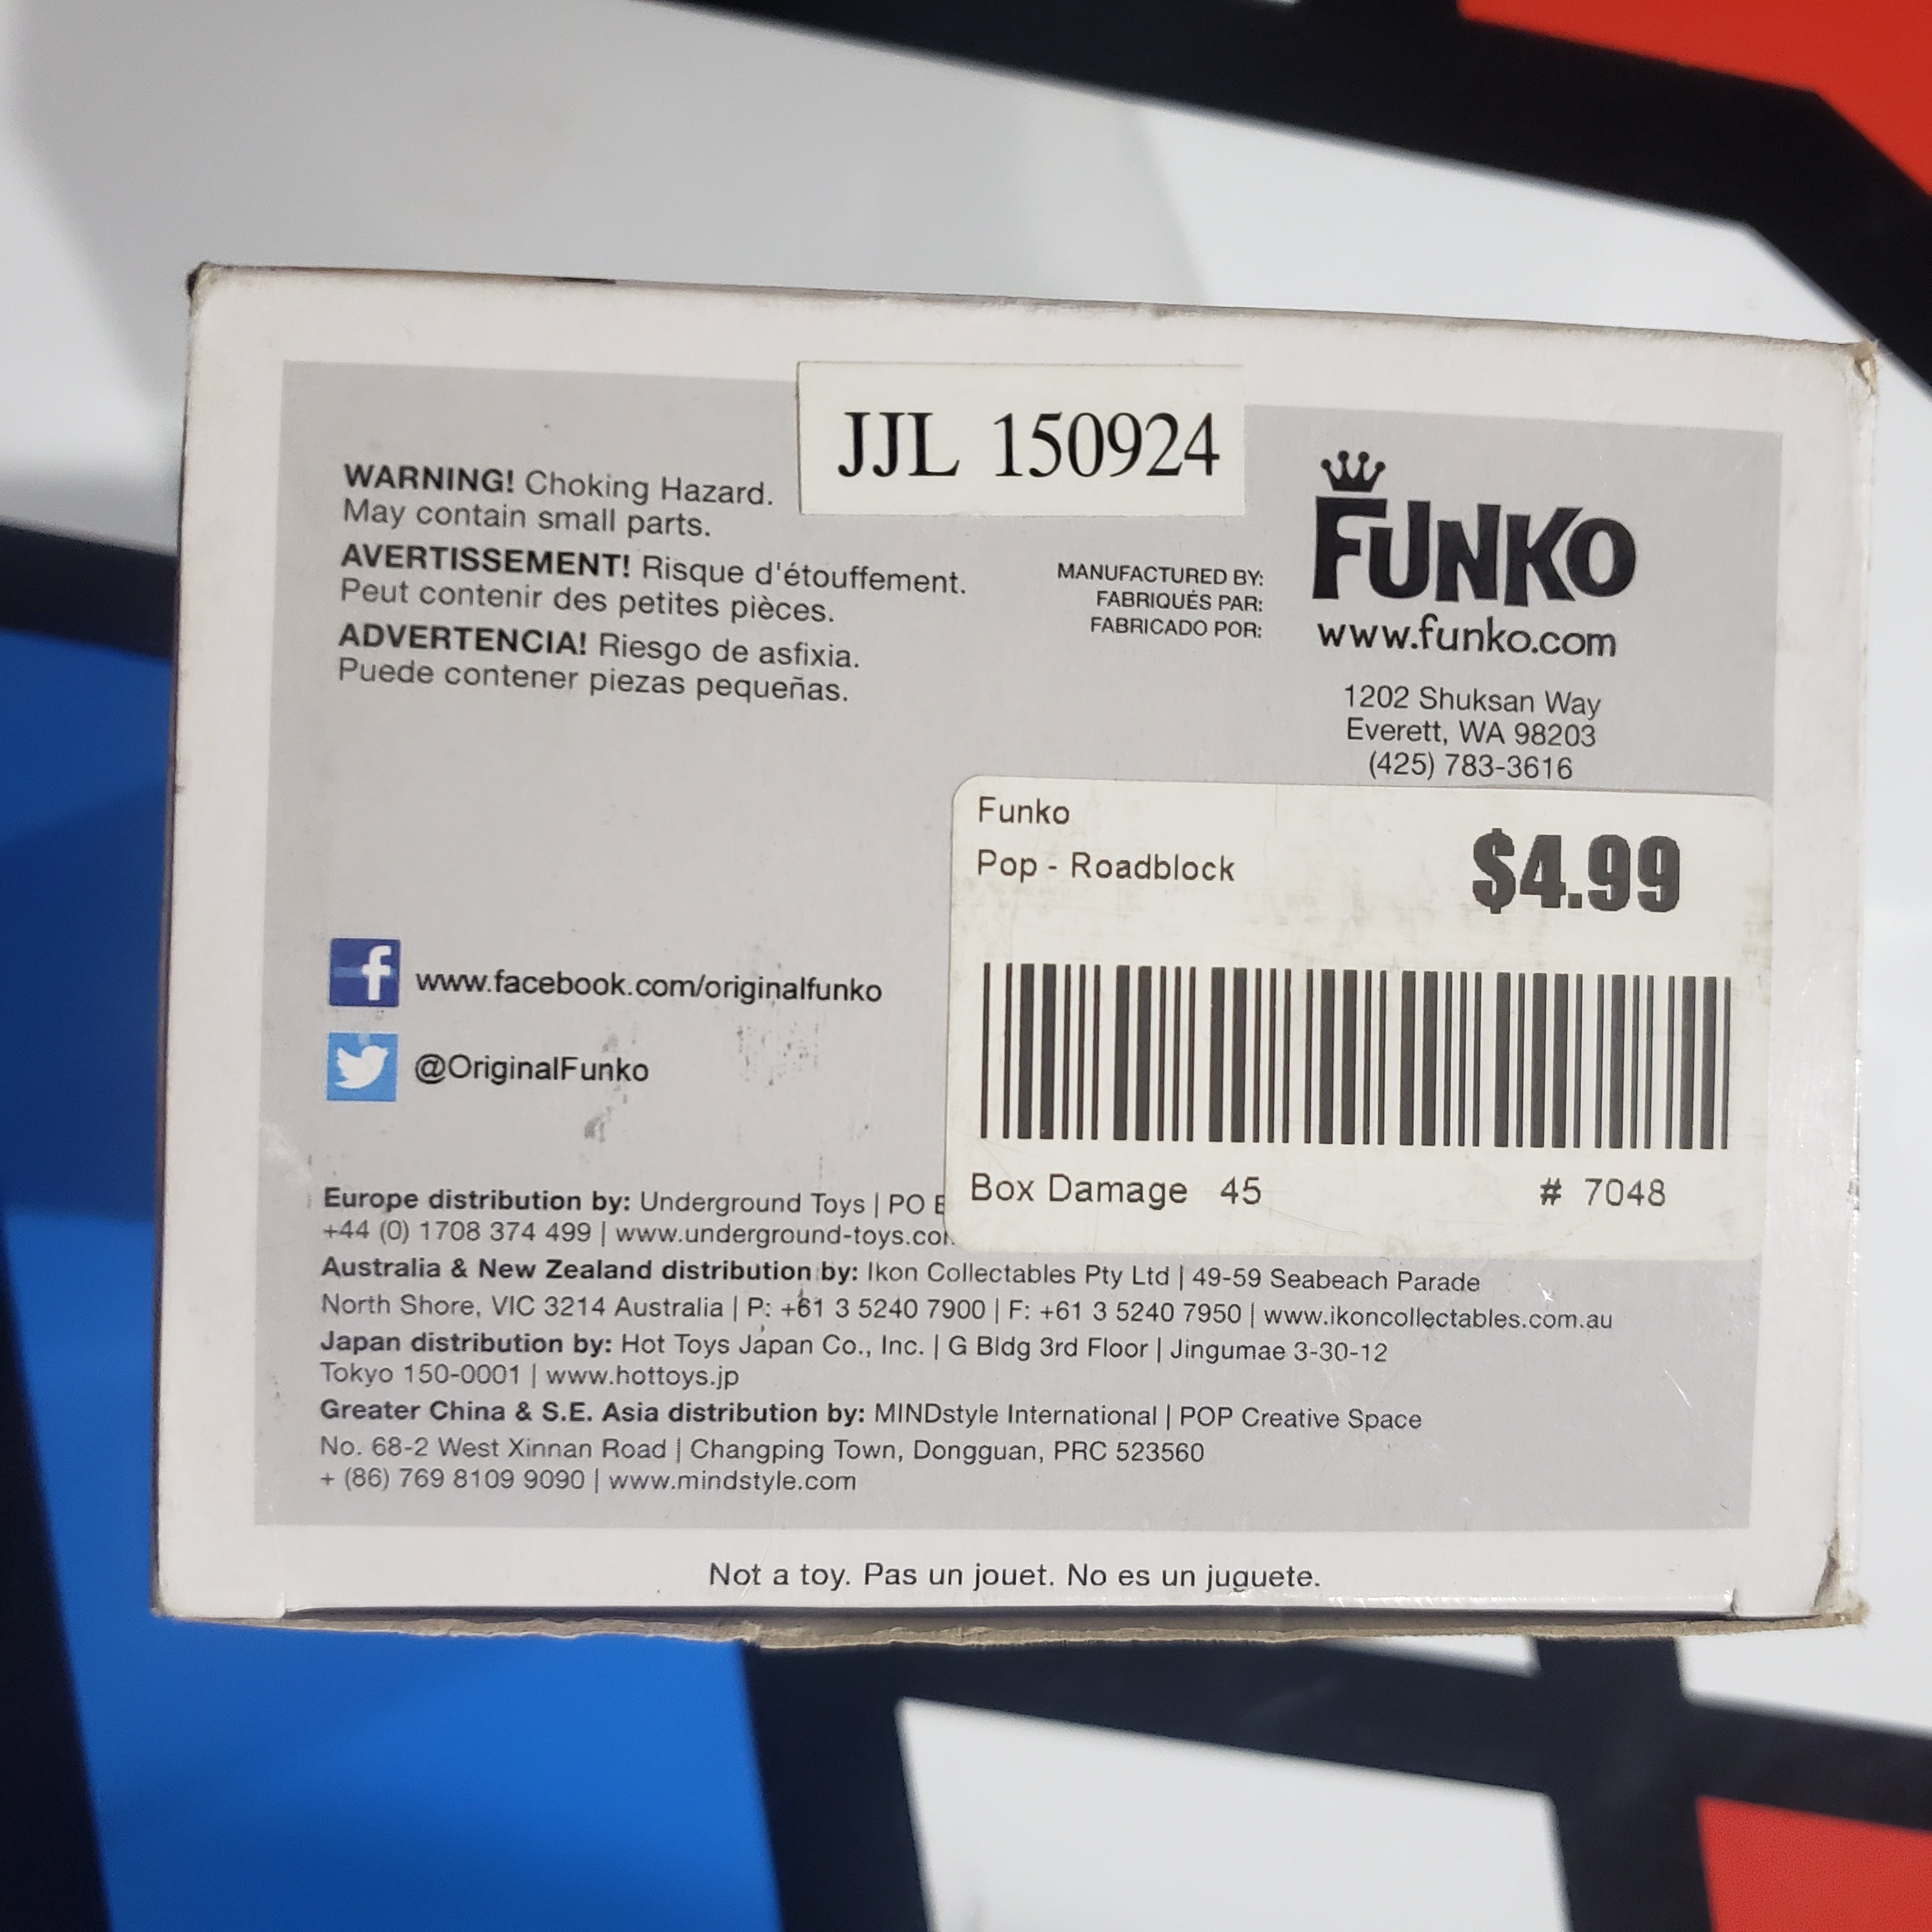 JJL 150924
WARNING! Choking Hazard.
May contain small parts.
AVERTISSEMENT! Risque d'étouffement.
Peut contenir des petites pièces.
ADVERTENCIA! Riesgo de asfixia.
Puede contener piezas pequeñas.
MANUFACTURED BY:
FABRIQUÉS PAR:
FABRICADO POR:
FUNKO
www.funko.com
1202 Shuksan Way
Everett, WA 98203
(425) 783-3616
Funko
Pop - Roadblock
$4.99
Box Damage 45 # 7048
f www.facebook.com/originalfunko
@OriginalFunko
Europe distribution by: Underground Toys | PO
+44 (0) 1708 374 499 | www.underground-toys.co
Australia & New Zealand distribution by: Ikon Collectables Pty Ltd | 49-59 Seabeach Parade
North Shore, VIC 3214 Australia | P: +61 3 5240 7900 | F: +61 3 5240 7950 | www.ikoncollectables.com.au
Japan distribution by: Hot Toys Japan Co., Inc. | G Bldg 3rd Floor | Jingumae 3-30-12
Tokyo 150-0001 | www.hottoys.jp
Greater China & S.E. Asia distribution by: MINDstyle International | POP Creative Space
No. 68-2 West Xinnan Road | Changping Town, Dongguan, PRC 523560
+ (86) 769 8109 9090 | www.mindstyle.com
Not a toy. Pas un jouet. No es un juguete.